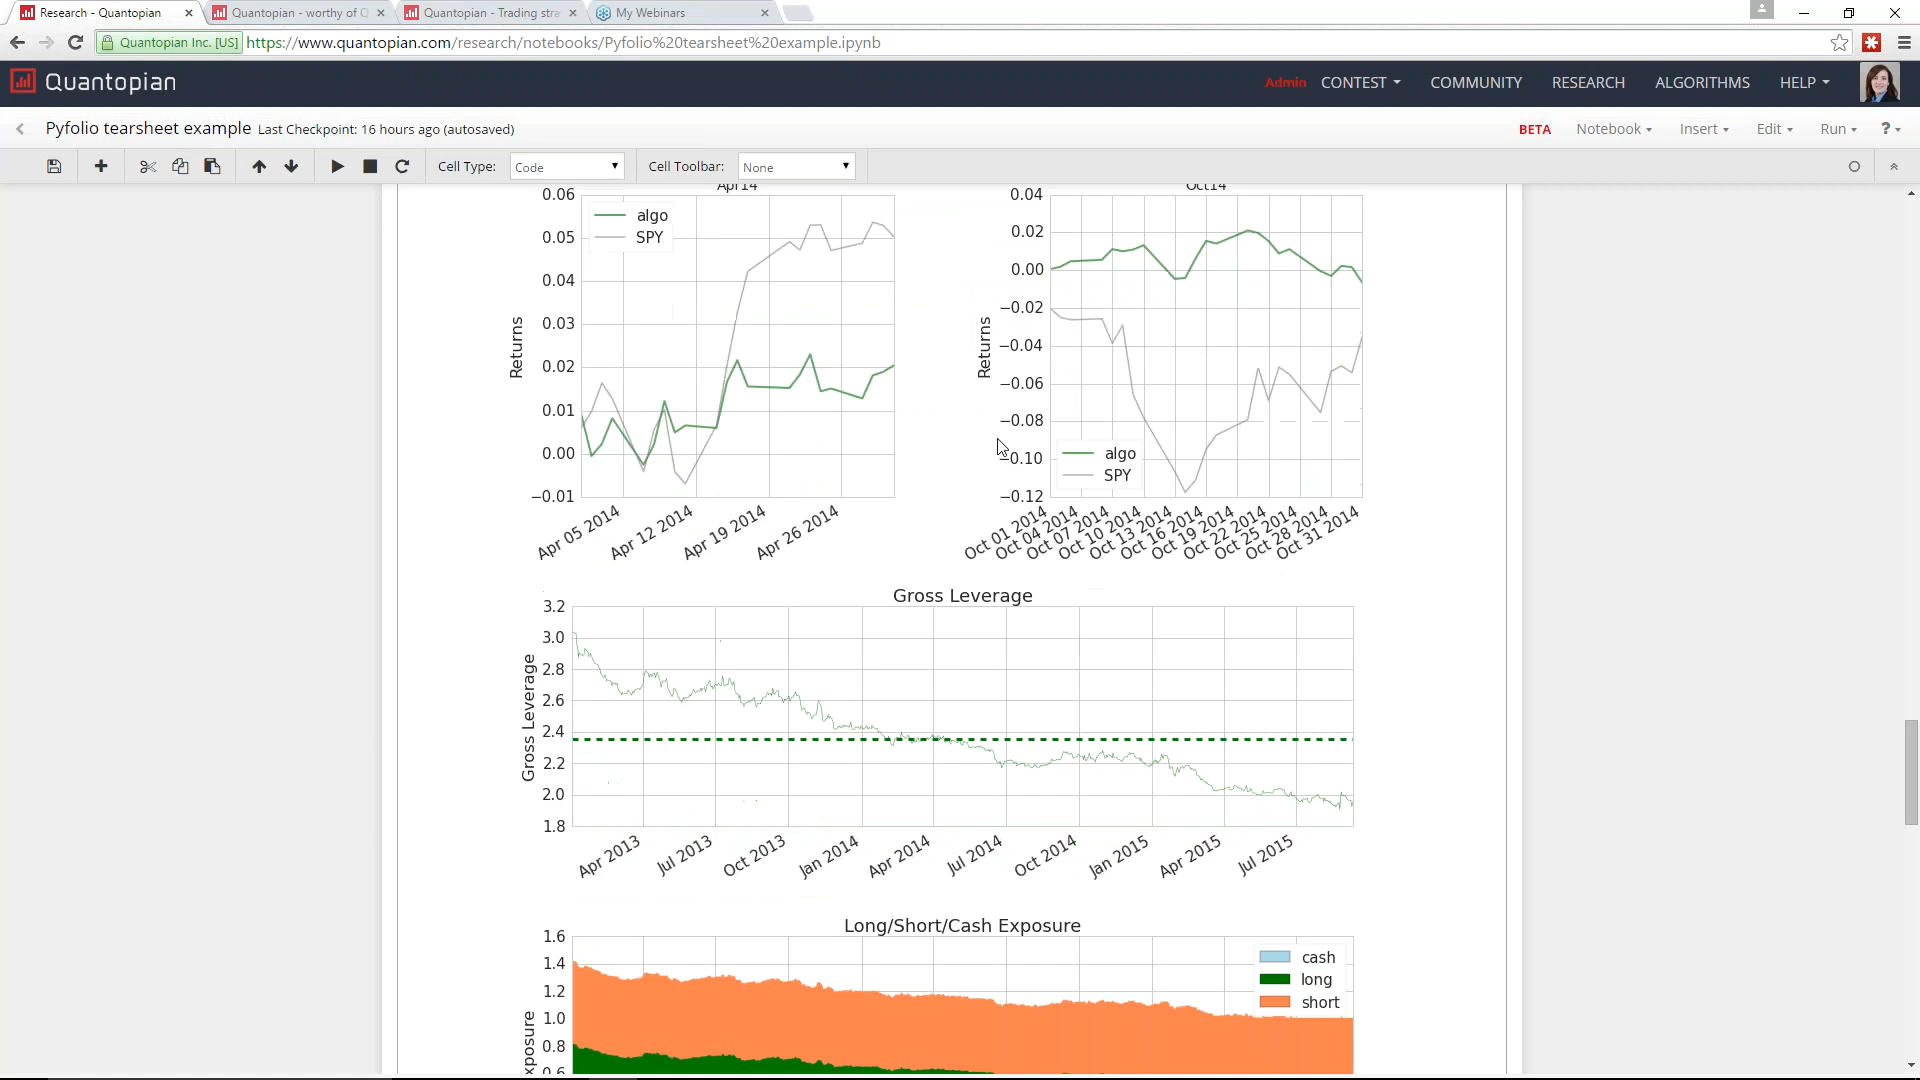 Research - Quantopian
Quantopian - worthy of Q
Quantopian - Trading stra
My Webinars
Quantopian Inc. [US] https://www.quantopian.com/research/notebooks/Pyfolio%20tearsheet%20example.ipynb
Quantopian
Admin CONTEST COMMUNITY RESEARCH ALGORITHMS HELP
Pyfolio tearsheet example Last Checkpoint: 16 hours ago (autosaved)
BETA Notebook Insert Edit Run ?
Cell Type: Code Cell Toolbar: None
Apr14
0.06
0.05
0.04
0.03
0.02
0.01
0.00
−0.01
Returns
algo
SPY
Apr 05 2014
Apr 12 2014
Apr 19 2014
Apr 26 2014
Oct14
0.04
0.02
0.00
−0.02
−0.04
−0.06
−0.08
−0.10
−0.12
Returns
algo
SPY
Oct 01 2014
Oct 04 2014
Oct 07 2014
Oct 10 2014
Oct 13 2014
Oct 16 2014
Oct 19 2014
Oct 22 2014
Oct 25 2014
Oct 28 2014
Oct 31 2014
Gross Leverage
3.2
3.0
2.8
2.6
2.4
2.2
2.0
1.8
Gross Leverage
Apr 2013
Jul 2013
Oct 2013
Jan 2014
Apr 2014
Jul 2014
Oct 2014
Jan 2015
Apr 2015
Jul 2015
Long/Short/Cash Exposure
1.6
1.4
1.2
1.0
0.8
0.6
xposure
cash
long
short